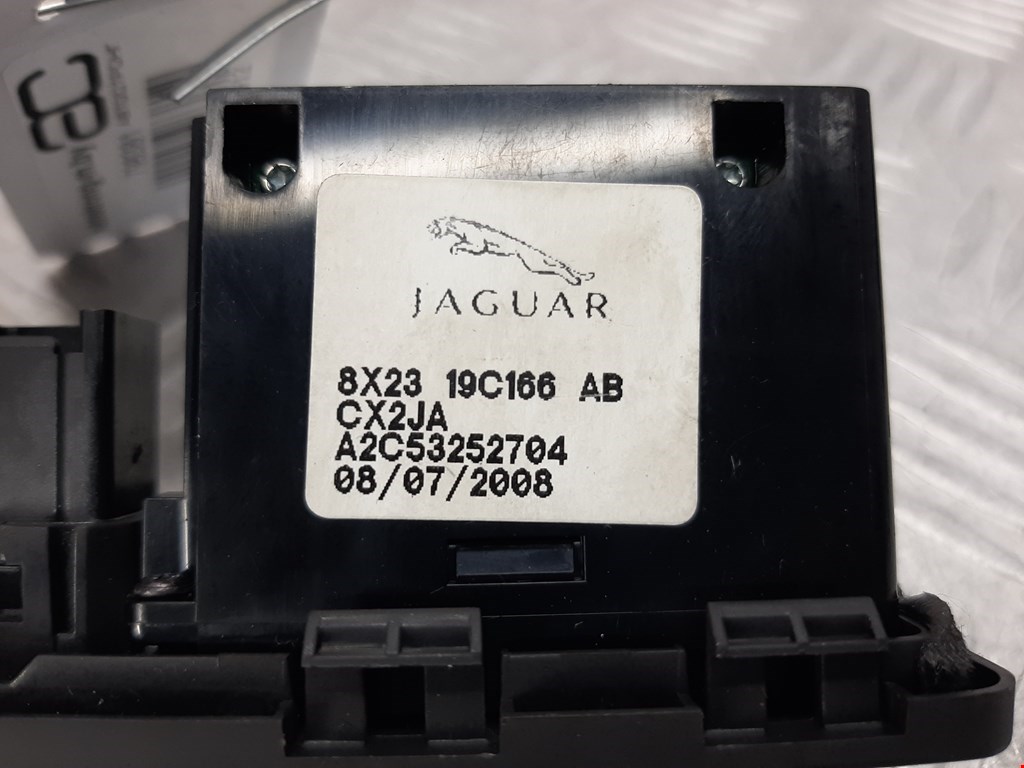 JAGUAR
8X23 19C166 AB
CX2JA
A2C53252704
08/07/2008